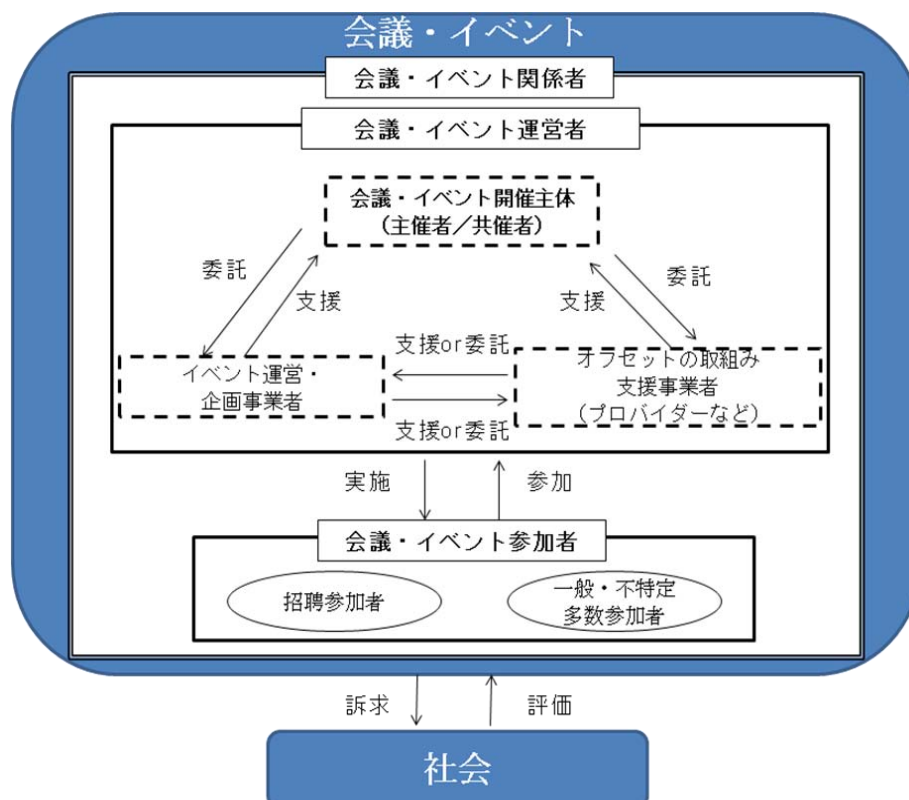 会議・イベント
会議・イベント関係者
会議・イベント運営者
会議・イベント開催主体
(主催者／共催者)
委託
支援
支援
委託
支援or委託
イベント運営・
企画事業者
オフセットの取組み
支援事業者
(プロバイダーなど)
支援or委託
実施
参加
会議・イベント参加者
招聘参加者
一般・不特定
多数参加者
訴求
評価
社会